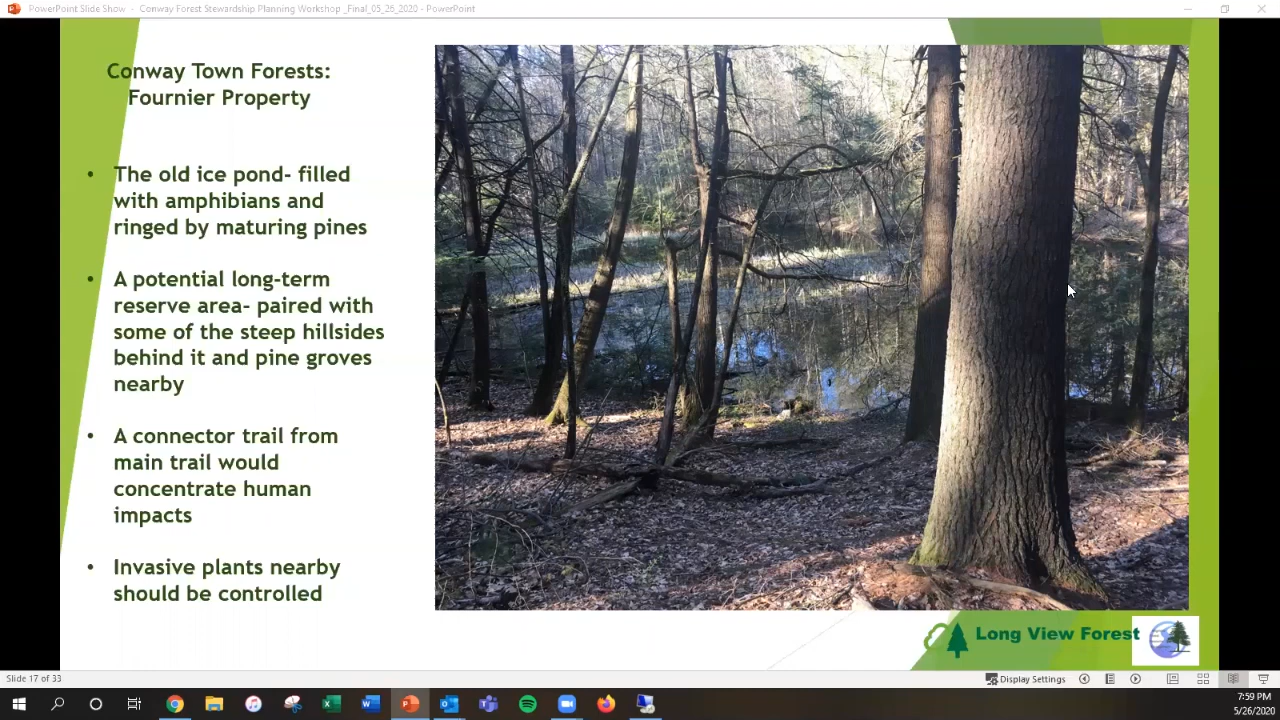 PowerPoint Slide Show - Conway Forest Stewardship Planning Workshop _Final_05_26_2020 - PowerPoint
Conway Town Forests:
Fournier Property
• The old ice pond- filled
with amphibians and
ringed by maturing pines
• A potential long-term
reserve area- paired with
some of the steep hillsides
behind it and pine groves
nearby
• A connector trail from
main trail would
concentrate human
impacts
• Invasive plants nearby
should be controlled
Long View Forest
Slide 17 of 33
Display Settings
7:59 PM
5/26/2020